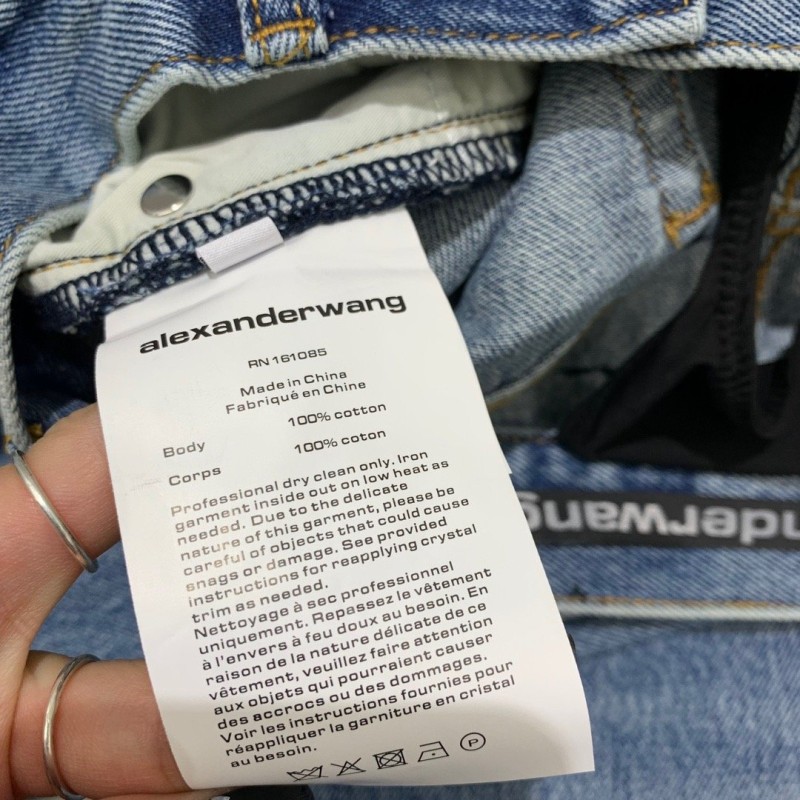 alexanderwang
RN 161085
Made in China
Fabriqué en Chine
100% cotton
Body
100% coton
Corps
Professional dry clean only. Iron
garment inside out on low heat as
needed. Due to the delicate
nature of this garment, please be
careful of objects that could cause
snags or damage. See provided
instructions for reapplying crystal
trim as needed.
Nettoyage à sec professionnel
uniquement. Repassez le vêtement
à l'envers à feu doux au besoin. En
raison de la nature délicate de ce
vêtement, veuillez faire attention
aux objets qui pourraient causer
des accrocs ou des dommages.
Voir les instructions fournies pour
réappliquer la garniture en cristal
au besoin.
P
anderwang